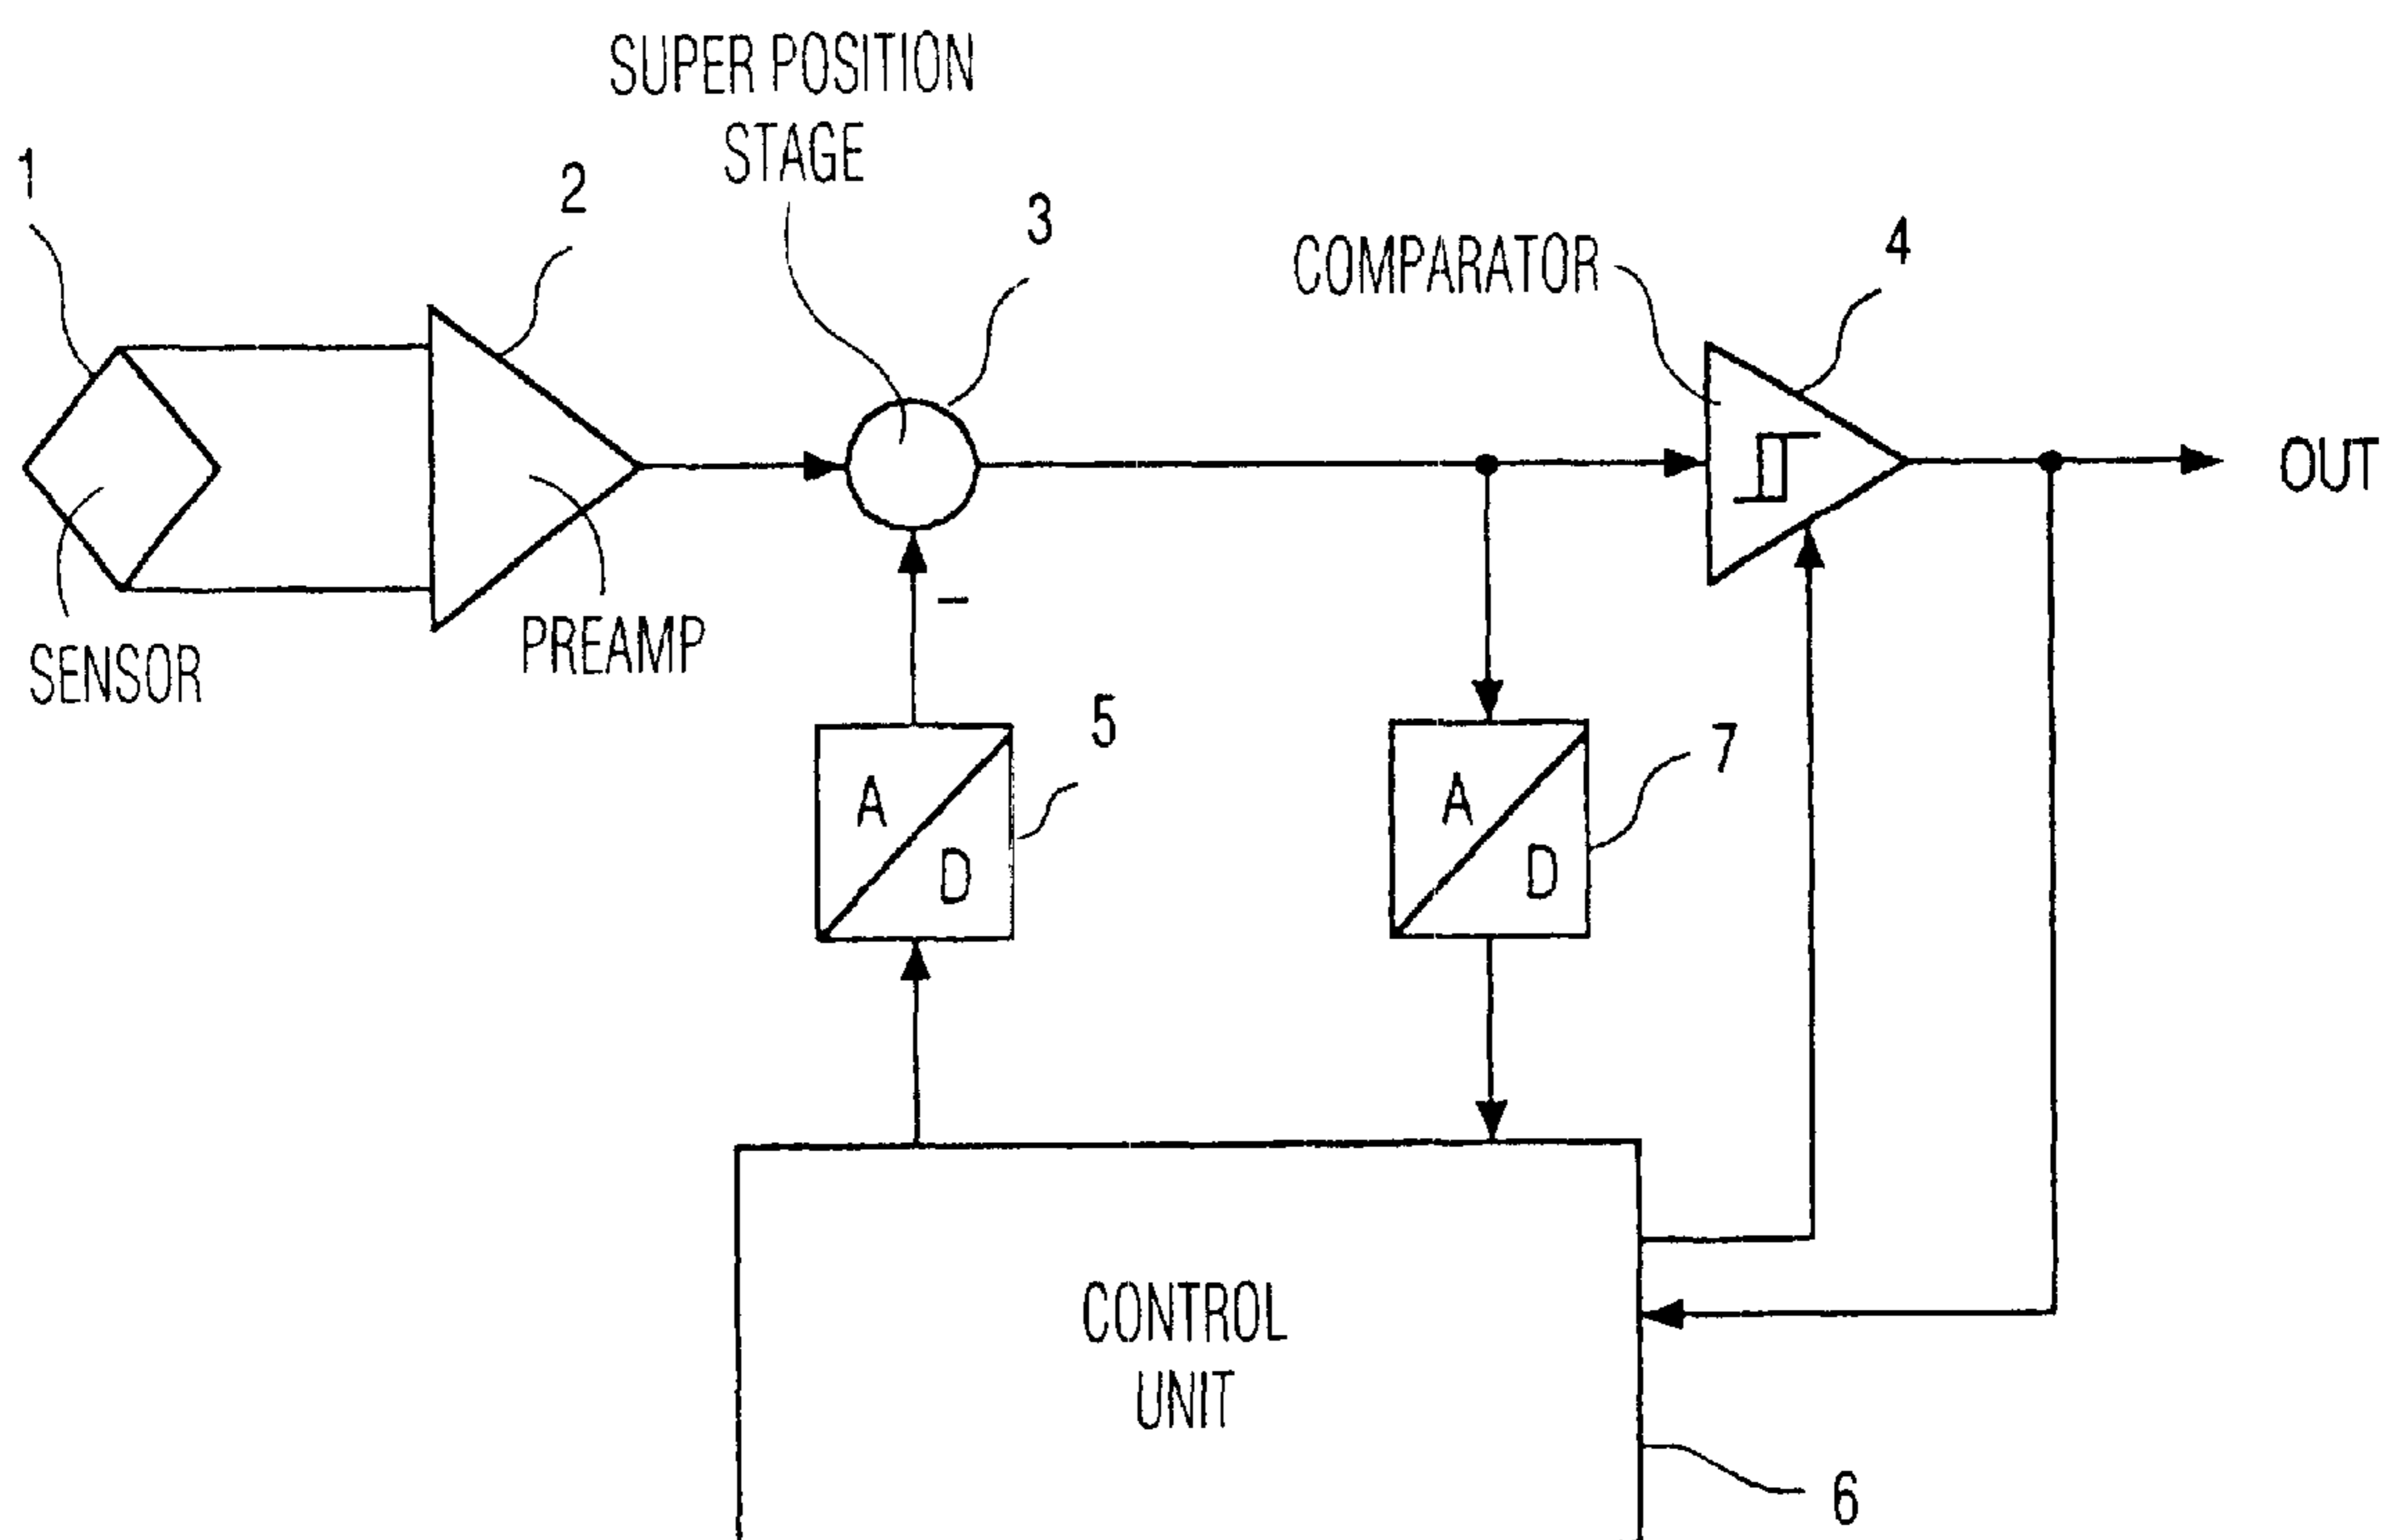 SUPER POSITION
STAGE
1
2
3
COMPARATOR
4
OUT
SENSOR
PREAMP
–
5
7
A
D
A
D
CONTROL
UNIT
6